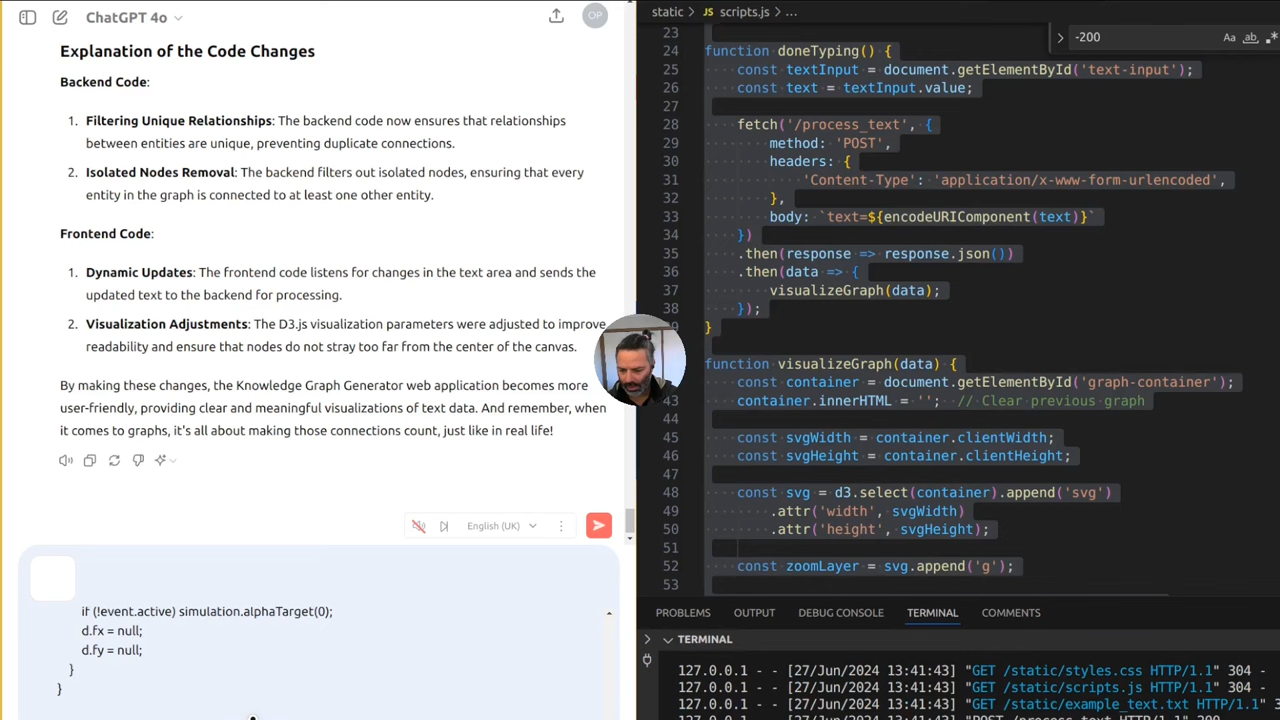 ChatGPT 4o
OP
Explanation of the Code Changes
Backend Code:
1. Filtering Unique Relationships: The backend code now ensures that relationships
between entities are unique, preventing duplicate connections.
2. Isolated Nodes Removal: The backend filters out isolated nodes, ensuring that every
entity in the graph is connected to at least one other entity.
Frontend Code:
1. Dynamic Updates: The frontend code listens for changes in the text area and sends the
updated text to the backend for processing.
2. Visualization Adjustments: The D3.js visualization parameters were adjusted to improve
readability and ensure that nodes do not stray too far from the center of the canvas.
By making these changes, the Knowledge Graph Generator web application becomes more
user-friendly, providing clear and meaningful visualizations of text data. And remember, when
it comes to graphs, it's all about making those connections count, just like in real life!
English (UK)
if (!event.active) simulation.alphaTarget(0);
d.fx = null;
d.fy = null;
}
}
static > JS scripts.js > ...
-200
Aa ab
23
24 function doneTyping() {
25 const textInput = document.getElementById('text-input');
26 const text = textInput.value;
27
28 fetch('/process_text', {
29 method: 'POST',
30 headers: {
31 'Content-Type': 'application/x-www-form-urlencoded',
32 },
33 body: `text=${encodeURIComponent(text)}`
34 })
35 .then(response => response.json())
36 .then(data => {
37 visualizeGraph(data);
38 });
}
function visualizeGraph(data) {
const container = document.getElementById('graph-container');
43 container.innerHTML = ''; // Clear previous graph
44
45 const svgWidth = container.clientWidth;
46 const svgHeight = container.clientHeight;
47
48 const svg = d3.select(container).append('svg')
49 .attr('width', svgWidth)
50 .attr('height', svgHeight);
51
52 const zoomLayer = svg.append('g');
53
PROBLEMS OUTPUT DEBUG CONSOLE TERMINAL COMMENTS
TERMINAL
127.0.0.1 - - [27/Jun/2024 13:41:43] "GET /static/styles.css HTTP/1.1" 304 -
127.0.0.1 - - [27/Jun/2024 13:41:43] "GET /static/scripts.js HTTP/1.1" 304 -
127.0.0.1 - - [27/Jun/2024 13:41:43] "GET /static/example_text.txt HTTP/1.1" 30